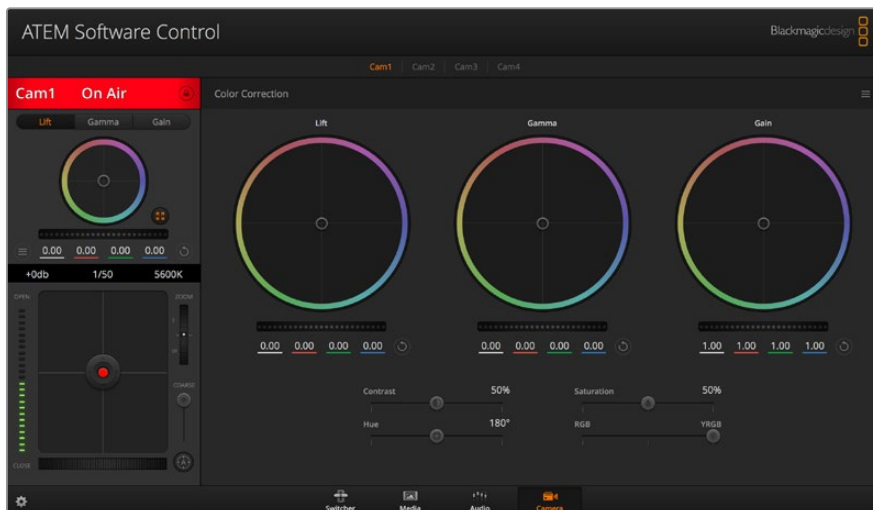 ATEM Software Control
Blackmagicdesign
Cam1 Cam2 Cam3 Cam4
Cam1 On Air
Color Correction
Lift Gamma Gain
Lift Gamma Gain
0.00 0.00 0.00 0.00
+0db 1/50 5600K
OPEN
ZOOM
COARSE
CLOSE
0.00 0.00 0.00 0.00
0.00 0.00 0.00 0.00
1.00 1.00 1.00 1.00
Contrast 50%
Saturation 50%
Hue 180°
RGB YRGB
Switcher Media Audio Camera